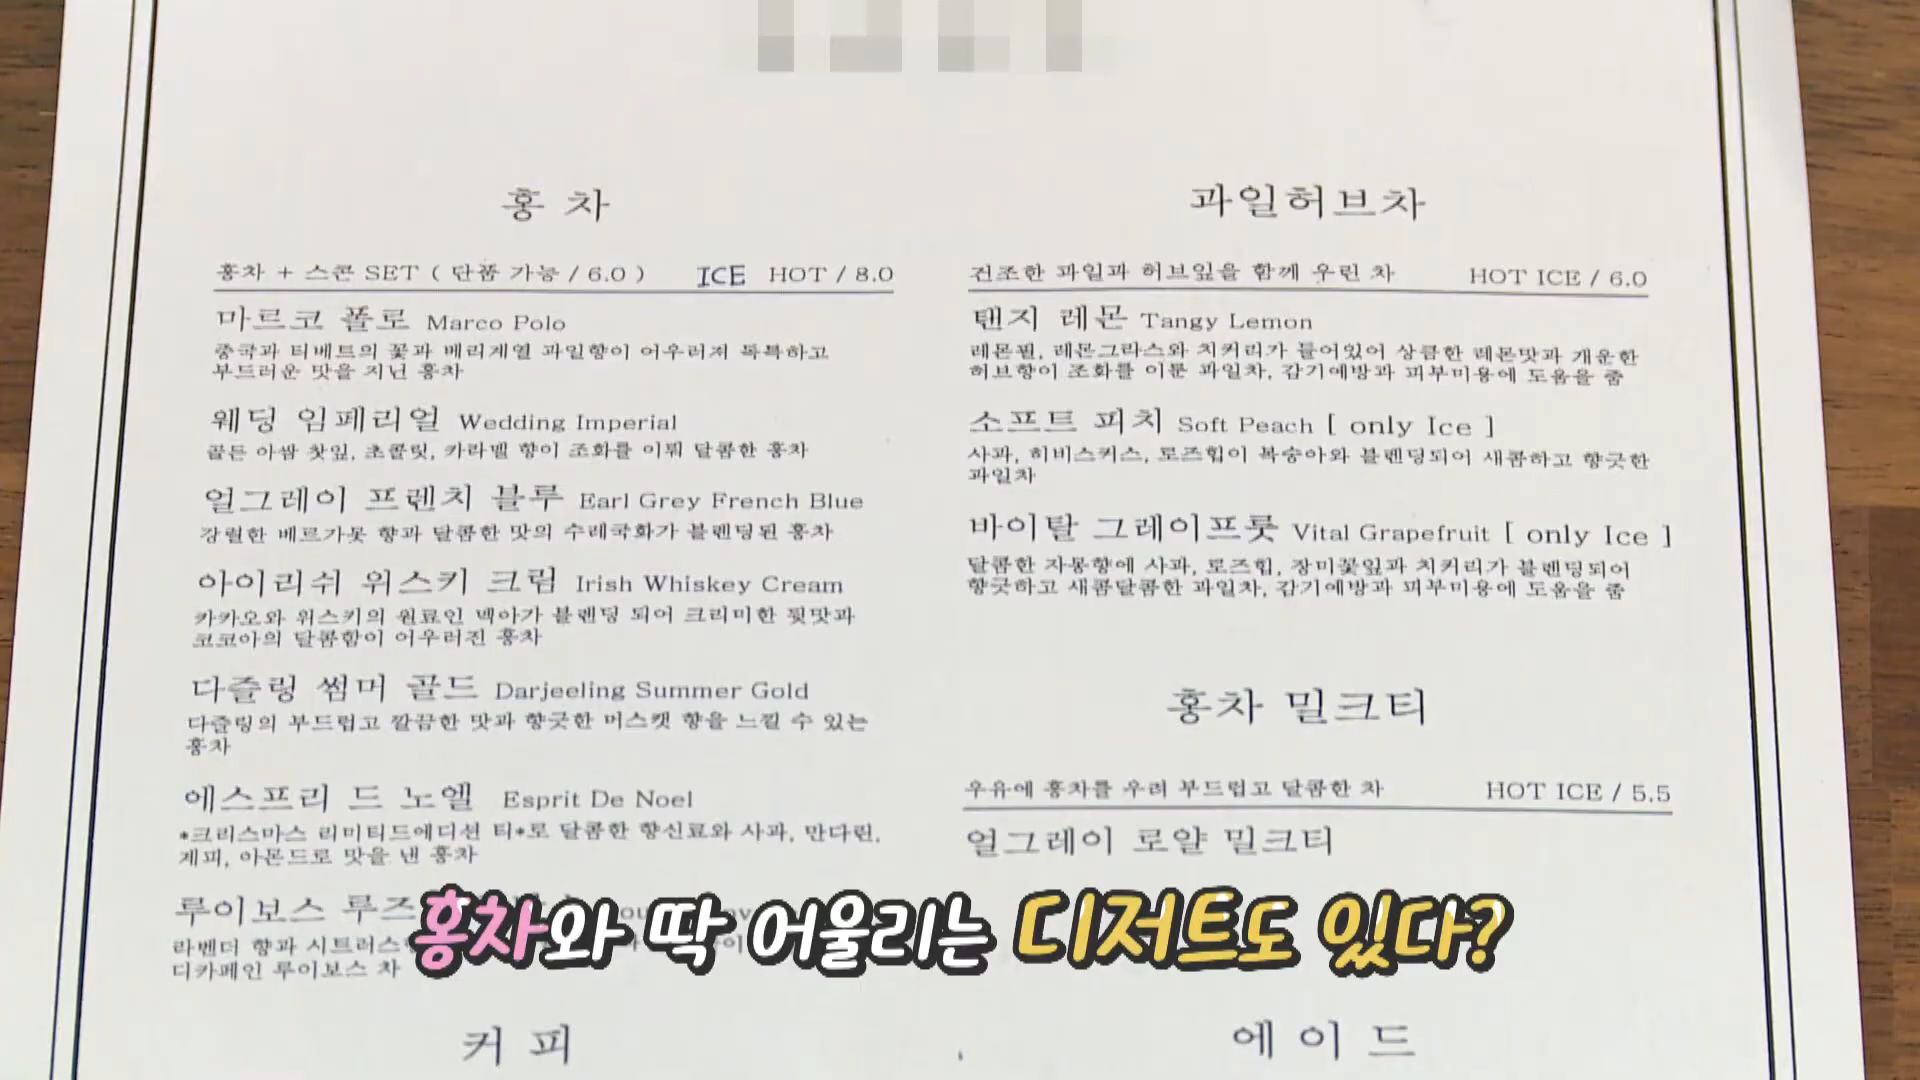 홍 차
홍차 + 스콘 SET ( 단품 가능 / 6.0 ) ICE HOT / 8.0
마르코 폴로 Marco Polo
중국과 티베트의 꽃과 베리계열 과일향이 어우러져 독특하고
부드러운 맛을 지닌 홍차
웨딩 임페리얼 Wedding Imperial
골든 아쌈 찻잎, 초콜릿, 카라멜 향이 조화를 이뤄 달콤한 홍차
얼그레이 프렌치 블루 Earl Grey French Blue
강렬한 베르가못 향과 달콤한 맛의 수레국화가 블렌딩된 홍차
아이리쉬 위스키 크림 Irish Whiskey Cream
카카오와 위스키의 원료인 맥아가 블렌딩 되어 크리미한 뒷맛과
코코아의 달콤함이 어우러진 홍차
다즐링 썸머 골드 Darjeeling Summer Gold
다즐링의 부드럽고 깔끔한 맛과 향긋한 머스캣 향을 느낄 수 있는
홍차
에스프리 드 노엘 Esprit De Noel
*크리스마스 리미티드에디션 티*로 달콤한 향신료와 사과, 만다린,
계피, 아몬드로 맛을 낸 홍차
루이보스 루즈
라벤더 향과 시트러스
디카페인 루이보스 차
커 피
과일허브차
건조한 과일과 허브잎을 함께 우린 차 HOT ICE / 6.0
탠지 레몬 Tangy Lemon
레몬필, 레몬그라스와 치커리가 들어있어 상큼한 레몬맛과 개운한
허브향이 조화를 이룬 과일차, 감기예방과 피부미용에 도움을 줌
소프트 피치 Soft Peach [ only Ice ]
사과, 히비스커스, 로즈힙이 복숭아와 블렌딩되어 새콤하고 향긋한
과일차
바이탈 그레이프룻 Vital Grapefruit [ only Ice ]
달콤한 자몽향에 사과, 로즈힙, 장미꽃잎과 치커리가 블렌딩되어
향긋하고 새콤달콤한 과일차, 감기예방과 피부미용에 도움을 줌
홍차 밀크티
우유에 홍차를 우려 부드럽고 달콤한 차 HOT ICE / 5.5
얼그레이 로얄 밀크티
에 이 드
홍차와 딱 어울리는 디저트도 있다?